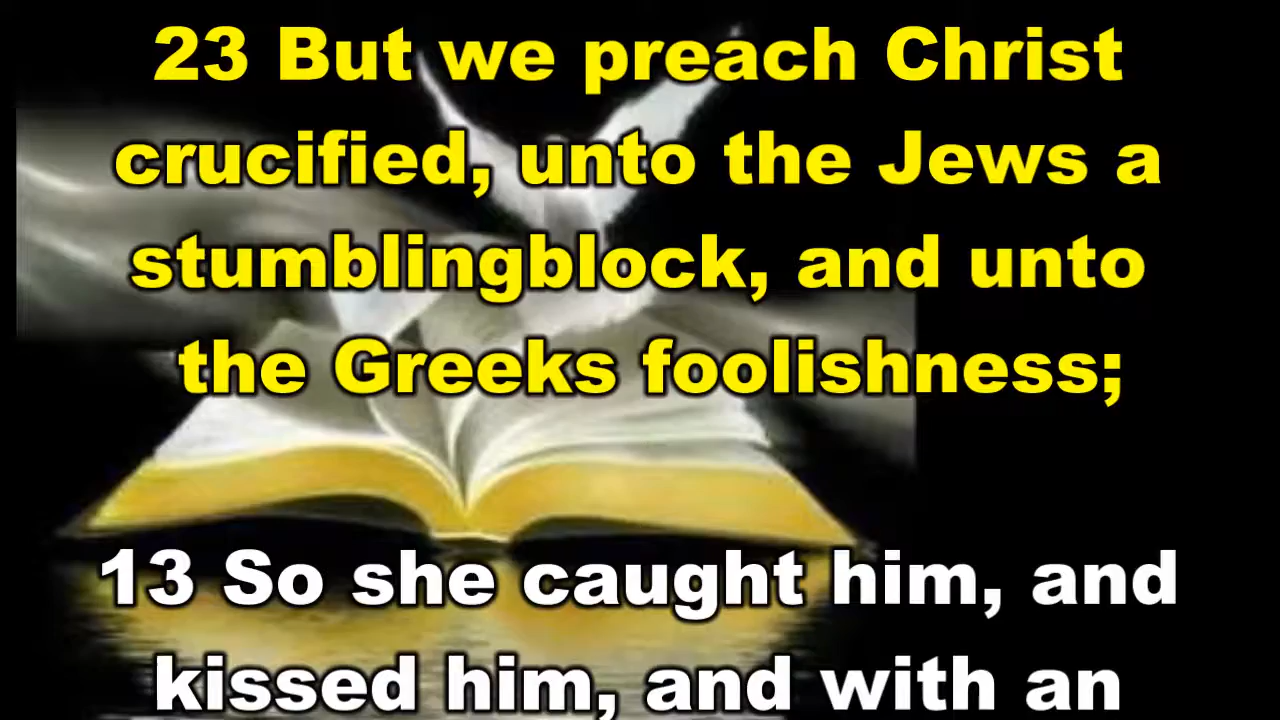 23 But we preach Christ
crucified, unto the Jews a
stumblingblock, and unto
the Greeks foolishness;
13 So she caught him, and
kissed him, and with an